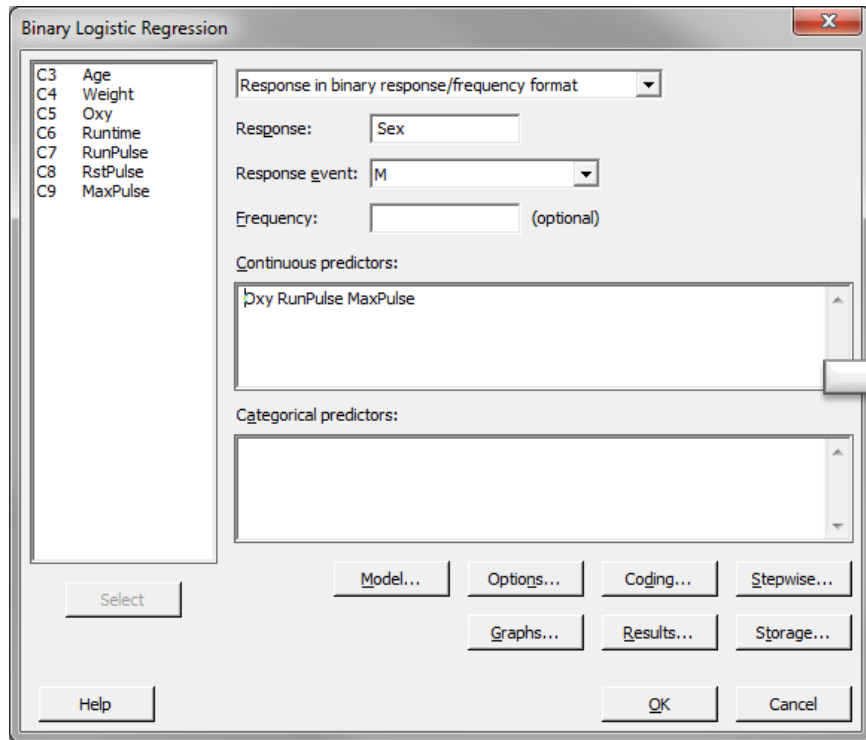 Binary Logistic Regression
C3 Age
C4 Weight
C5 Oxy
C6 Runtime
C7 RunPulse
C8 RstPulse
C9 MaxPulse
Select
Response in binary response/frequency format
Response: Sex
Response event: M
Frequency: (optional)
Continuous predictors:
Oxy RunPulse MaxPulse
Categorical predictors:
Model... Options... Coding... Stepwise...
Graphs... Results... Storage...
Help OK Cancel